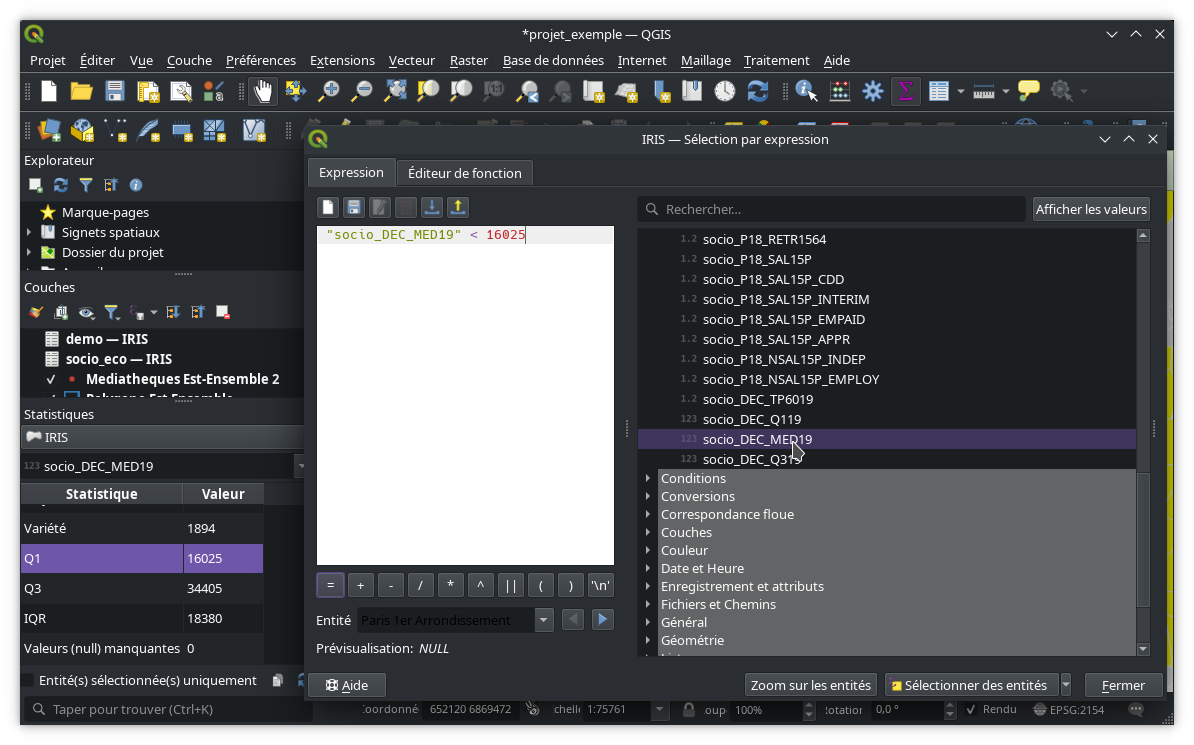 *projet_exemple — QGIS
Projet Éditer Vue Couche Préférences Extensions Vecteur Raster Base de données Internet Maillage Traitement Aide
Explorateur
Marque-pages
Signets spatiaux
Dossier du projet
Couches
demo — IRIS
socio_eco — IRIS
Mediatheques Est-Ensemble 2
Statistiques
IRIS
123 socio_DEC_MED19
Statistique Valeur
Variété 1894
Q1 16025
Q3 34405
IQR 18380
Valeurs (null) manquantes 0
Entité(s) sélectionnée(s) uniquement
IRIS — Sélection par expression
Expression Éditeur de fonction
"socio_DEC_MED19" < 16025
= + - / * ^ || ( ) '\n'
Entité Paris 1er Arrondissement
Prévisualisation: NULL
Rechercher...
Afficher les valeurs
1.2 socio_P18_RETR1564
1.2 socio_P18_SAL15P
1.2 socio_P18_SAL15P_CDD
1.2 socio_P18_SAL15P_INTERIM
1.2 socio_P18_SAL15P_EMPAID
1.2 socio_P18_SAL15P_APPR
1.2 socio_P18_NSAL15P_INDEP
1.2 socio_P18_NSAL15P_EMPLOY
1.2 socio_DEC_TP6019
123 socio_DEC_Q119
123 socio_DEC_MED19
123 socio_DEC_Q319
Conditions
Conversions
Correspondance floue
Couches
Couleur
Date et Heure
Enregistrement et attributs
Fichiers et Chemins
Général
Géométrie
Aide
Zoom sur les entités
Sélectionner des entités
Fermer
Taper pour trouver (Ctrl+K) 652120 6869472 1:75761 100% 0,0 ° Rendu EPSG:2154